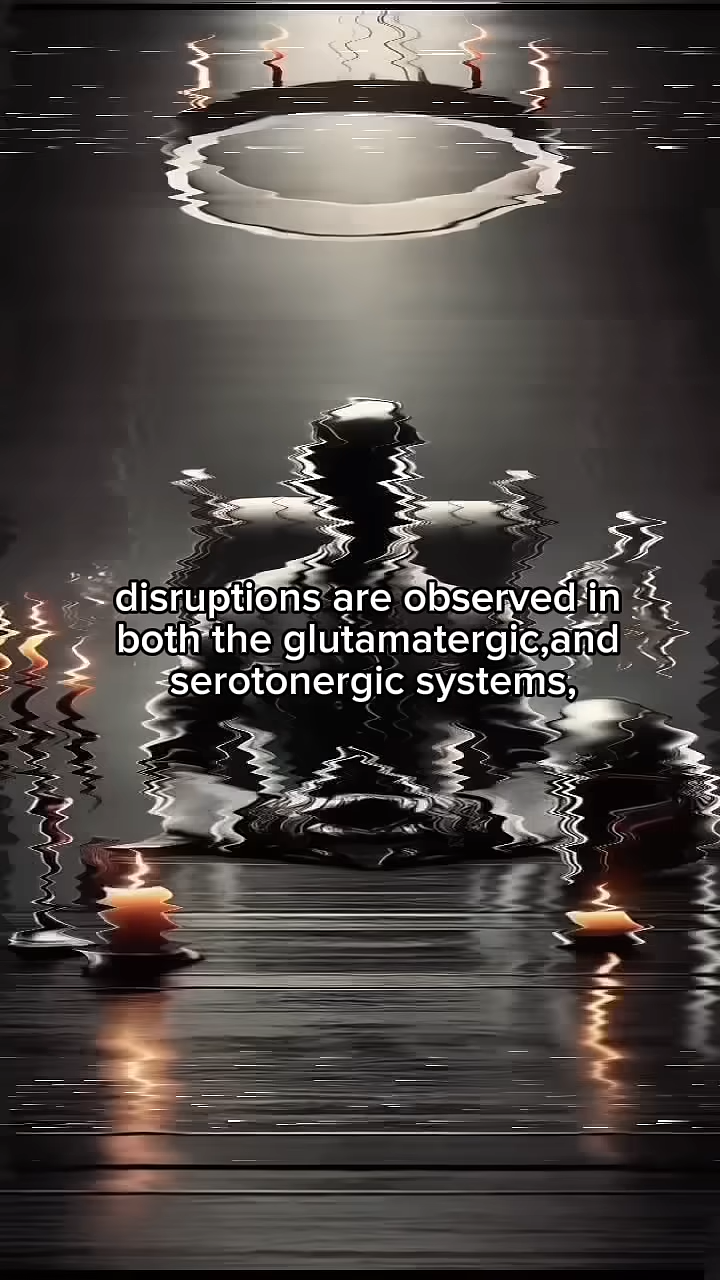 disruptions are observed in
both the glutamatergic,and
serotonergic systems,